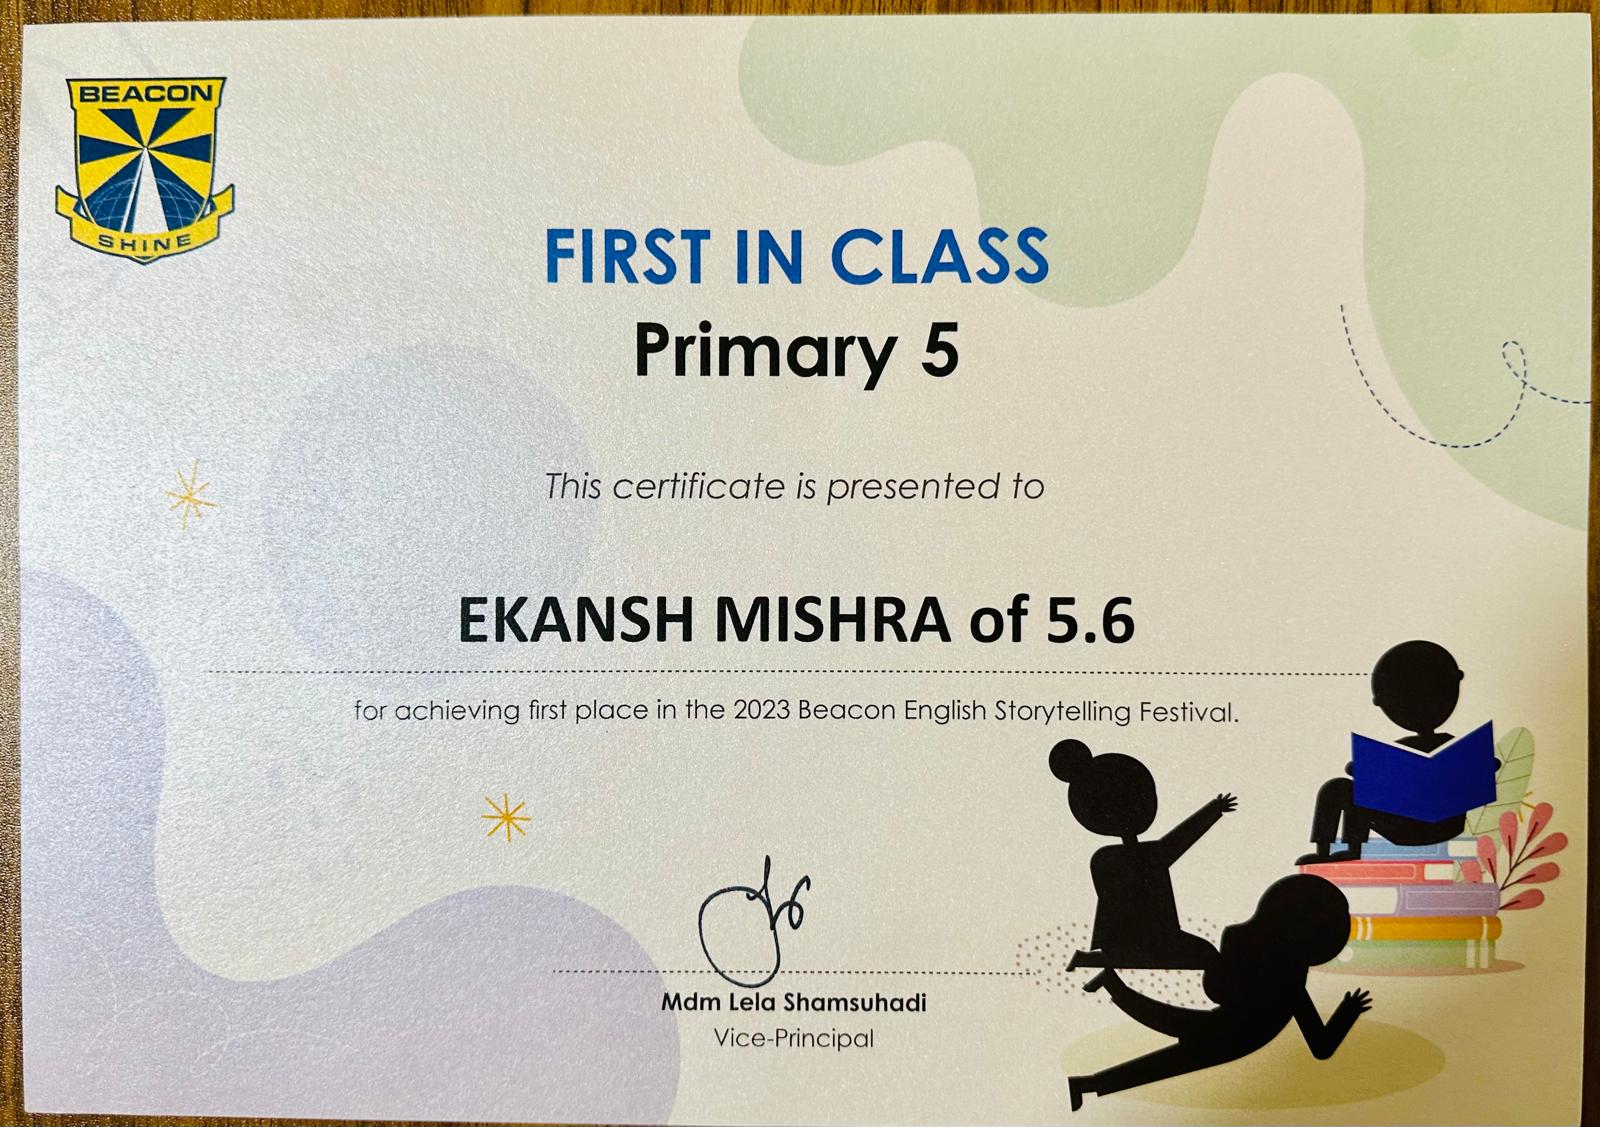 BEACON
SHINE
FIRST IN CLASS
Primary 5
This certificate is presented to
EKANSH MISHRA of 5.6
for achieving first place in the 2023 Beacon English Storytelling Festival.
Mdm Lela Shamsuhadi
Vice-Principal